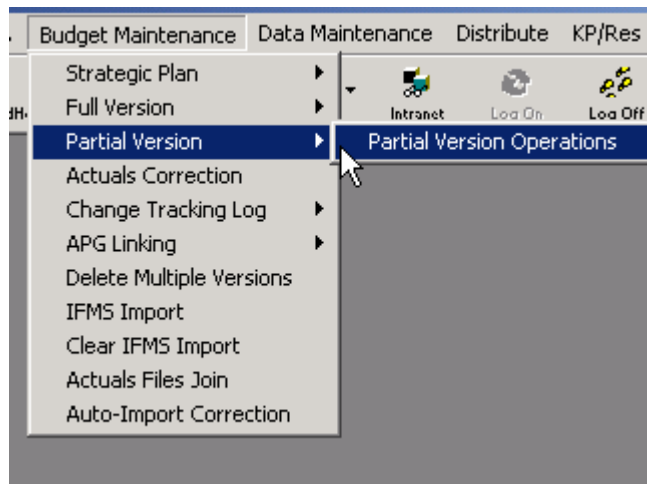 Budget Maintenance Data Maintenance Distribute KP/Res
Strategic Plan
Full Version
Intranet Log On Log Off
Partial Version
Partial Version Operations
Actuals Correction
Change Tracking Log
APG Linking
Delete Multiple Versions
IFMS Import
Clear IFMS Import
Actuals Files Join
Auto-Import Correction